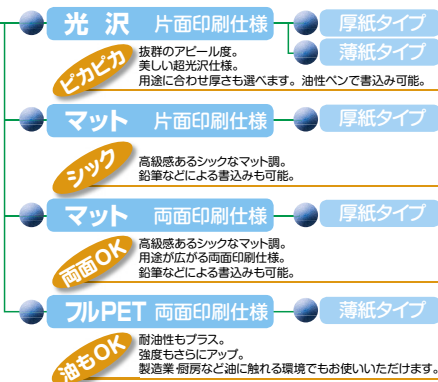 光沢 片面印刷仕様 厚紙タイプ
薄紙タイプ
ピカピカ
抜群のアピール度。
美しい超光沢仕様。
用途に合わせ厚さも選べます。油性ペンで書込み可能。
マット 片面印刷仕様 厚紙タイプ
シック
高級感あるシックなマット調。
鉛筆などによる書込みも可能。
マット 両面印刷仕様 厚紙タイプ
両面OK
高級感あるシックなマット調。
用途が広がる両面印刷仕様。
鉛筆などによる書込みも可能。
フルPET 両面印刷仕様 薄紙タイプ
油もOK
耐油性もプラス。
強度もさらにアップ。
製造業・厨房など油に触れる環境でもお使いいただけます。